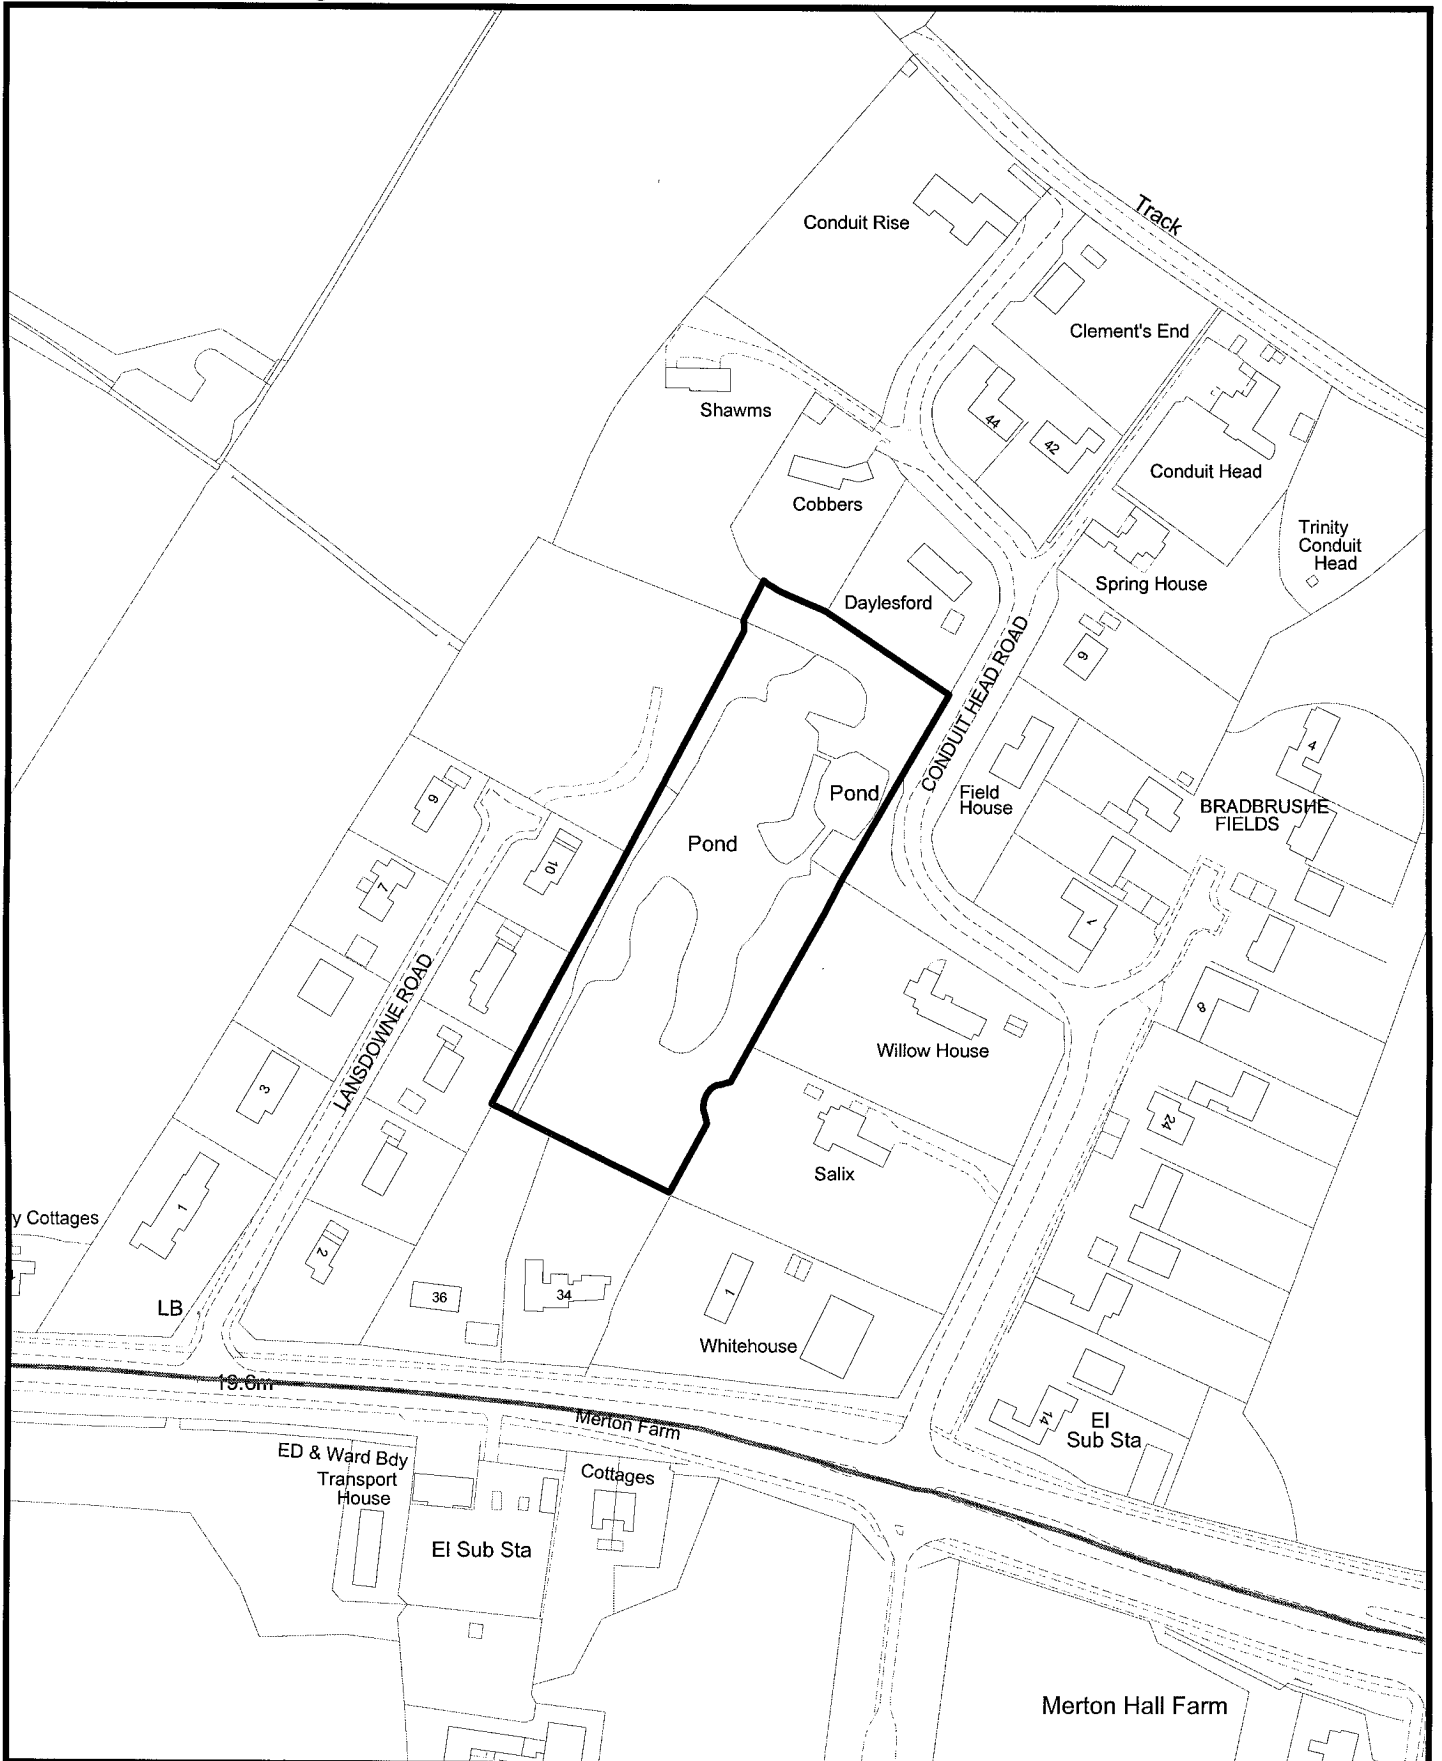 Track
Conduit Rise
Clement's End
Shawms
44
42
Conduit Head
Cobbers
Trinity
Conduit
Head
Spring House
Daylesford
CONDUIT HEAD ROAD
4
Pond
Field
House
BRADBRUSHE
FIELDS
Pond
10
7
1
LANSDOWNE ROAD
8
Willow House
3
24
Salix
1
y Cottages
2
36
34
1
LB
Whitehouse
19.6m
Merton Farm
14
El
Sub Sta
ED & Ward Bdy
Transport
House
Cottages
El Sub Sta
Merton Hall Farm